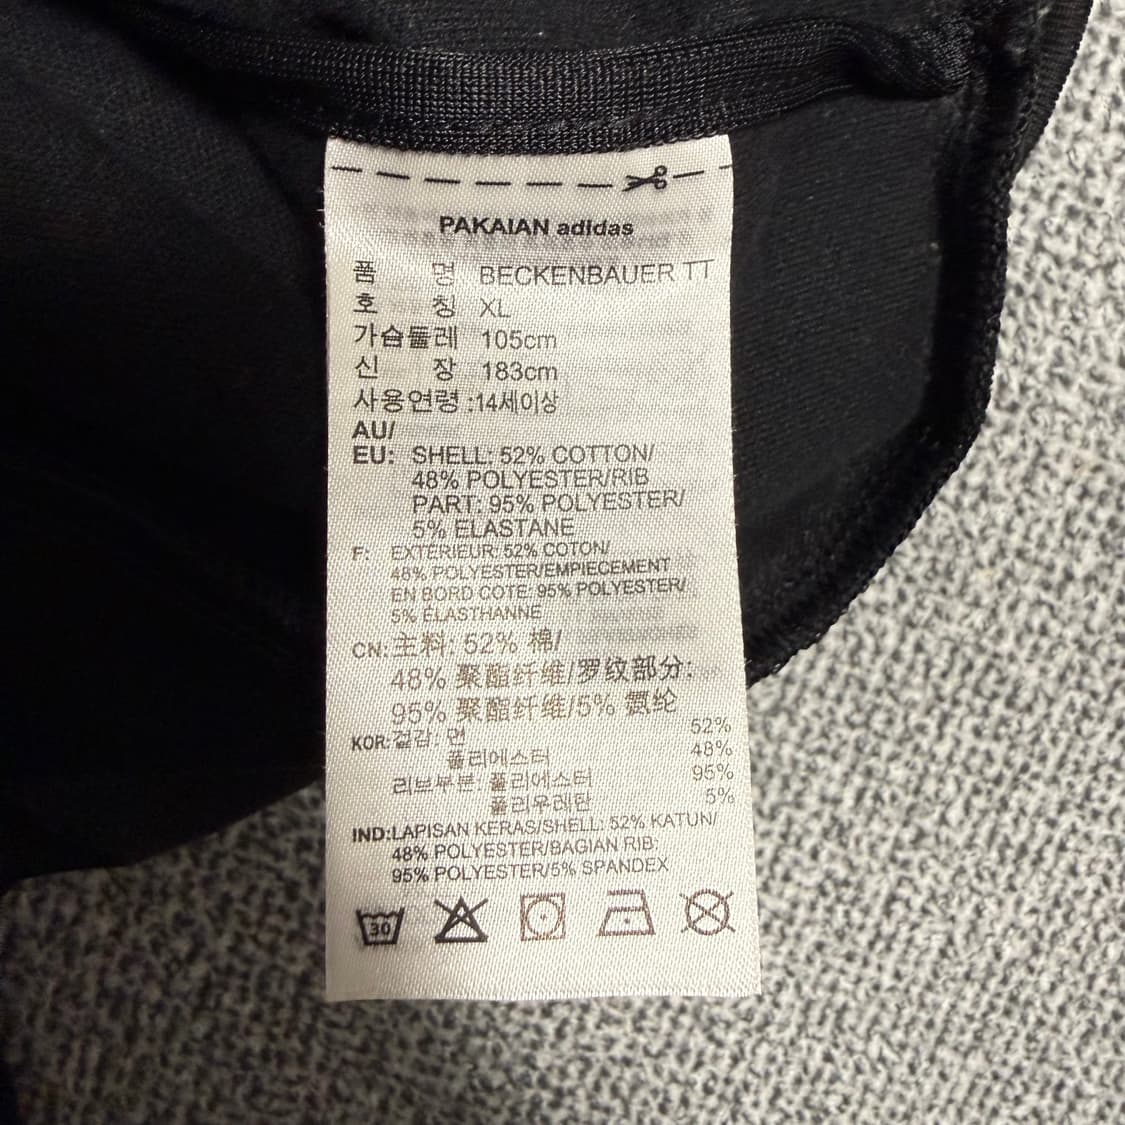 PAKAIAN adidas
품 명 BECKENBAUER TT
호 칭 XL
가슴둘레 105cm
신 장 183cm
사용연령 :14세이상
AU/
EU: SHELL: 52% COTTON/
48% POLYESTER/RIB
PART: 95% POLYESTER/
5% ELASTANE
F: EXTÉRIEUR: 52% COTON/
48% POLYESTER/EMPIECEMENT
EN BORD COTE: 95% POLYESTER/
5% ÉLASTHANNE
CN: 主料: 52% 棉/
48% 聚酯纤维/罗纹部分:
95% 聚酯纤维/5% 氨纶
KOR: 겉감: 면 52%
폴리에스터 48%
리브부분: 폴리에스터 95%
폴리우레탄 5%
IND: LAPISAN KERAS/SHELL: 52% KATUN/
48% POLYESTER/BAGIAN RIB:
95% POLYESTER/5% SPANDEX
30